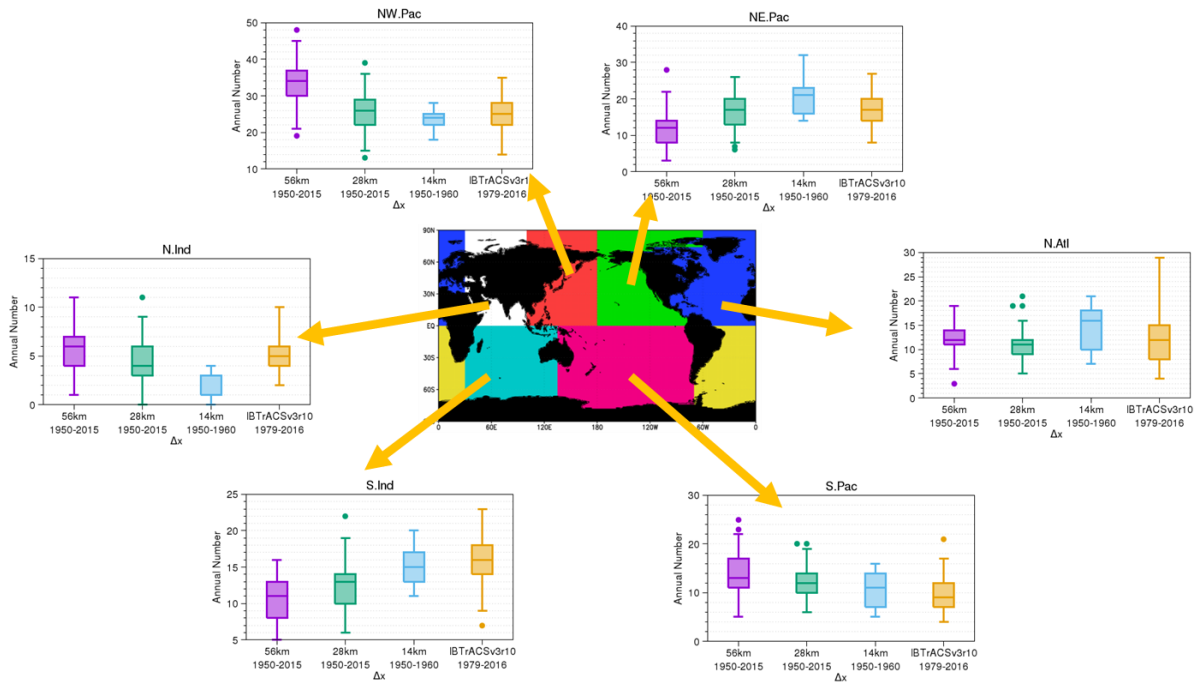 NW.Pac
Annual Number
50
40
30
20
10
56km 28km 14km IBTrACSv3r1
1950-2015 1950-2015 1950-1960 1979-2016
Δx
NE.Pac
Annual Number
40
30
20
10
0
56km 28km 14km IBTrACSv3r10
1950-2015 1950-2015 1950-1960 1979-2016
Δx
N.Ind
Annual Number
15
10
5
0
56km 28km 14km IBTrACSv3r10
1950-2015 1950-2015 1950-1960 1979-2016
Δx
90N
60N
30N
EQ
30S
60S
0 60E 120E 180 120W 60W 0
N.Atl
Annual Number
30
25
20
15
10
5
0
56km 28km 14km IBTrACSv3r10
1950-2015 1950-2015 1950-1960 1979-2016
Δx
S.Ind
Annual Number
25
20
15
10
5
56km 28km 14km IBTrACSv3r10
1950-2015 1950-2015 1950-1960 1979-2016
Δx
S.Pac
Annual Number
30
20
10
0
56km 28km 14km IBTrACSv3r10
1950-2015 1950-2015 1950-1960 1979-2016
Δx